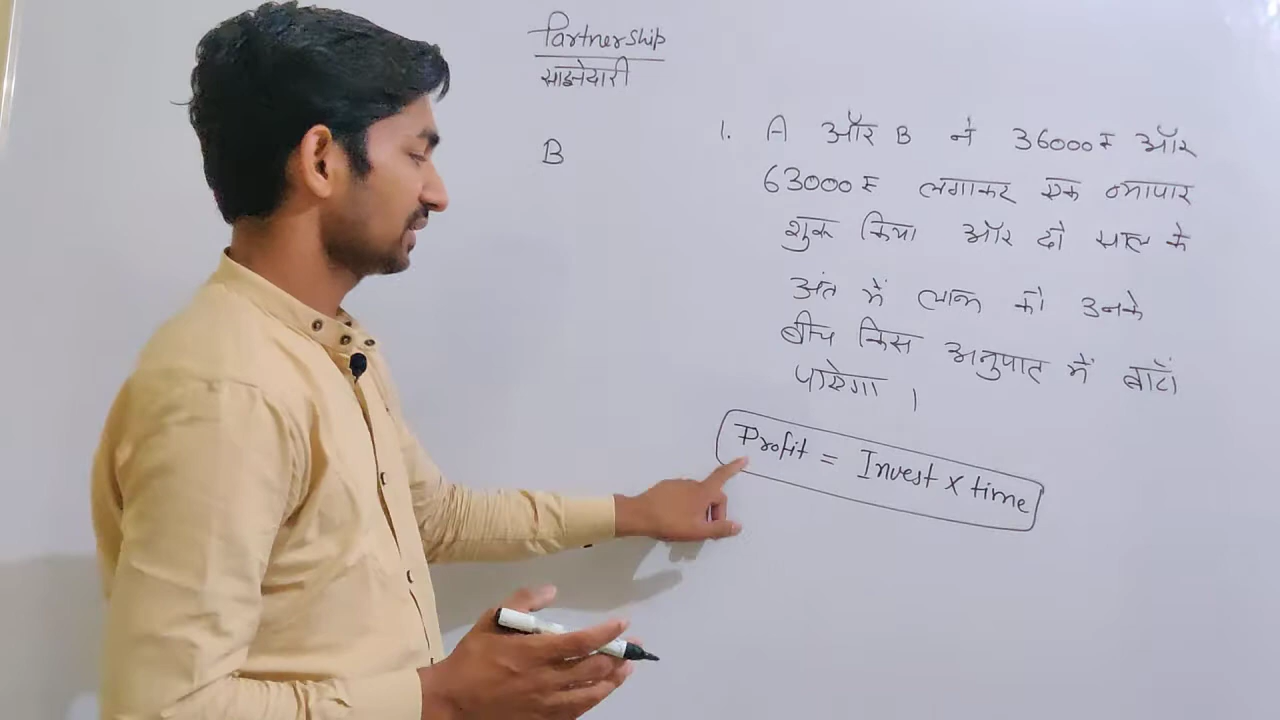 Partnership
साझेदारी
B
1. A और B ने 36000₹ और
63000₹ लगाकर एक व्यापार
शुरू किया और दो साल के
अंत में लाभ को उनके
बीच किस अनुपात में बाँटा
जायेगा ।
Profit = Invest × time